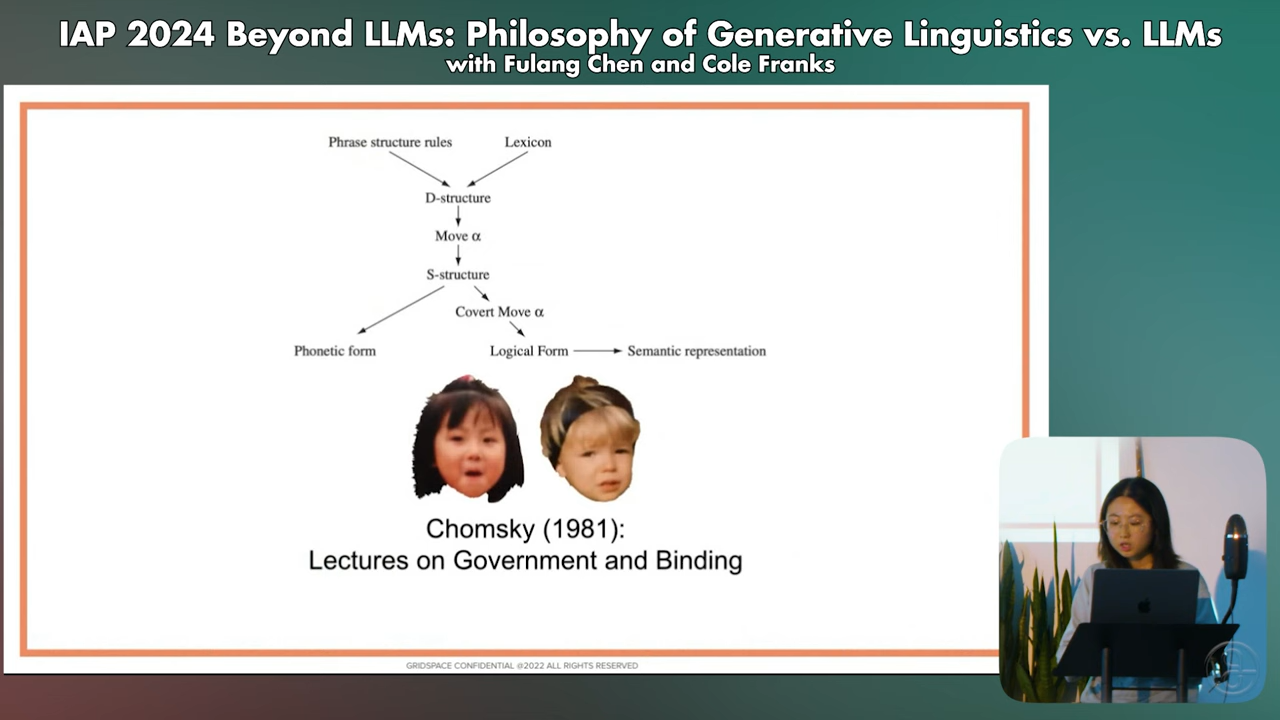 IAP 2024 Beyond LLMs: Philosophy of Generative Linguistics vs. LLMs
with Fulang Chen and Cole Franks
Phrase structure rules
Lexicon
D-structure
Move α
S-structure
Covert Move α
Phonetic form
Logical Form
Semantic representation
Chomsky (1981):
Lectures on Government and Binding
GRIDSPACE CONFIDENTIAL @2022 ALL RIGHTS RESERVED